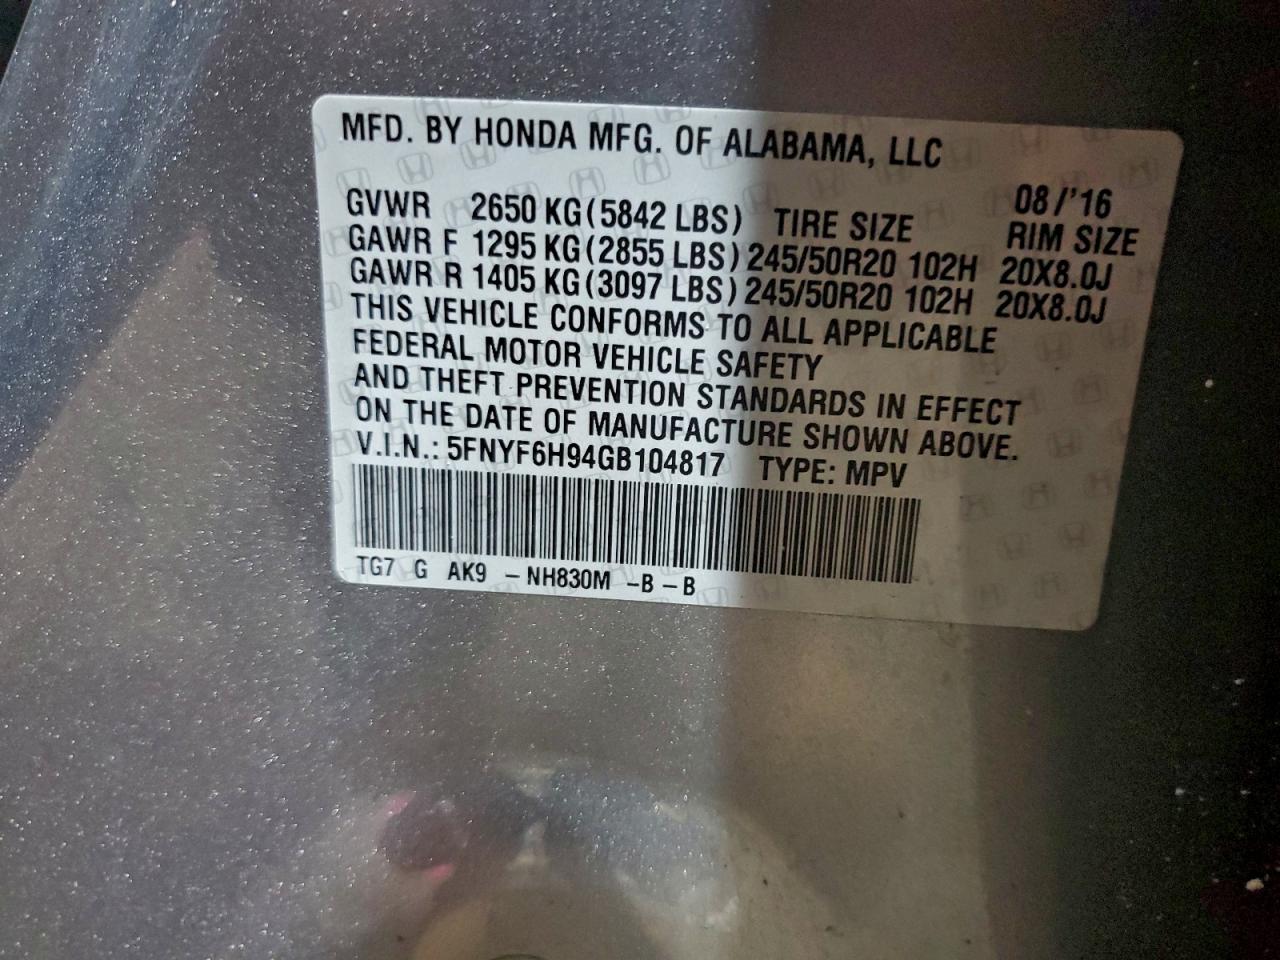 MFD. BY HONDA MFG. OF ALABAMA, LLC
08/'16
GVWR 2650 KG(5842 LBS) TIRE SIZE RIM SIZE
GAWR F 1295 KG(2855 LBS) 245/50R20 102H 20X8.0J
GAWR R 1405 KG(3097 LBS) 245/50R20 102H 20X8.0J
THIS VEHICLE CONFORMS TO ALL APPLICABLE
FEDERAL MOTOR VEHICLE SAFETY
AND THEFT PREVENTION STANDARDS IN EFFECT
ON THE DATE OF MANUFACTURE SHOWN ABOVE.
V.I.N.: 5FNYF6H94GB104817 TYPE: MPV
TG7 G AK9 -NH830M -B-B